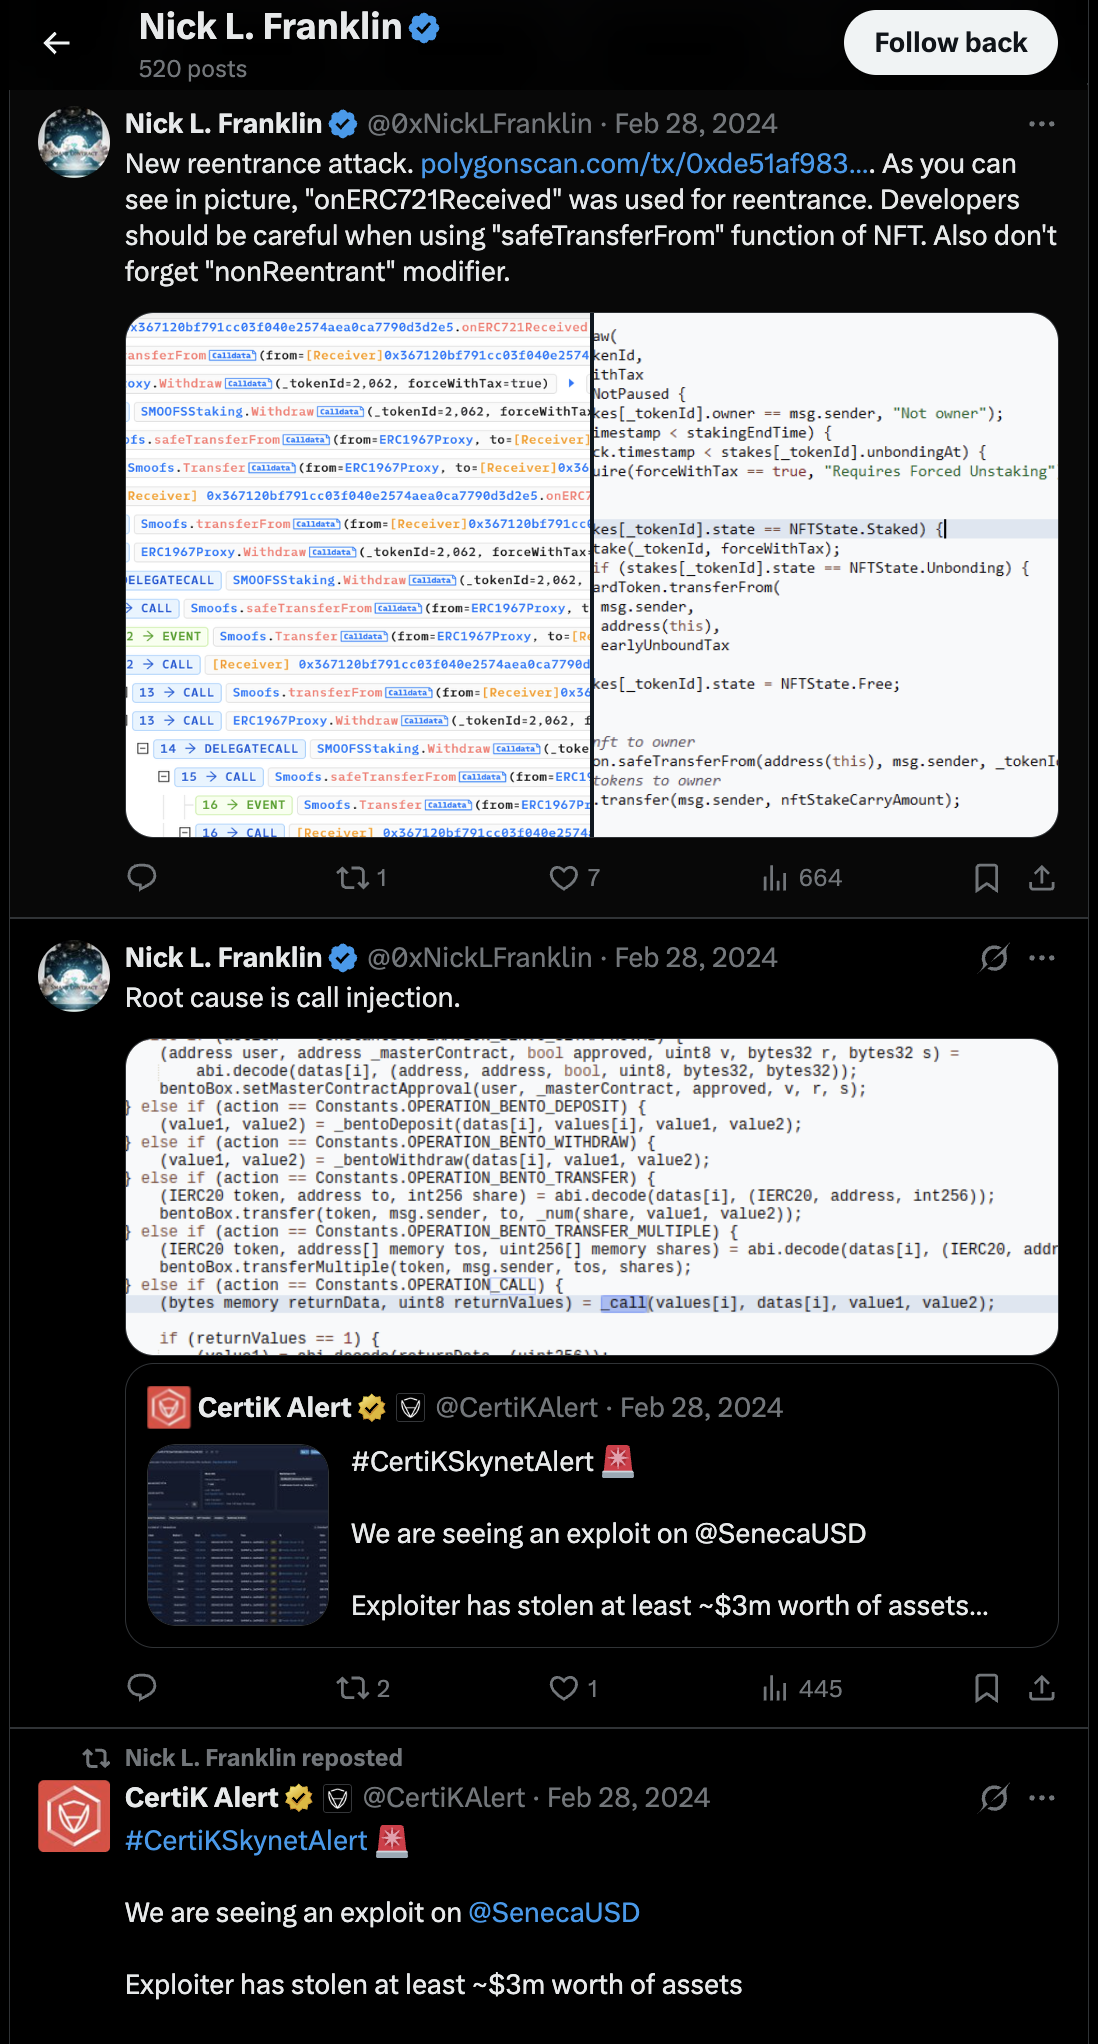 Nick L. Franklin
520 posts
Follow back
Nick L. Franklin @0xNickLFranklin · Feb 28, 2024
New reentrance attack. polygonscan.com/tx/0xde51af983.... As you can
see in picture, "onERC721Received" was used for reentrance. Developers
should be careful when using "safeTransferFrom" function of NFT. Also don't
forget "nonReentrant" modifier.
x367120bf791cc03f040e2574aea0ca7790d3d2e5.onERC721Received
ansferFrom Calldata (from=[Receiver]0x367120bf791cc03f040e2574
oxy.Withdraw Calldata (_tokenId=2,062, forceWithTax=true)
SMOOFSStaking.Withdraw Calldata (_tokenId=2,062, forceWithTax
ofs.safeTransferFrom Calldata (from=ERC1967Proxy, to=[Receiver]
Smoofs.Transfer Calldata (from=ERC1967Proxy, to=[Receiver]0x36
Receiver] 0x367120bf791cc03f040e2574aea0ca7790d3d2e5.onERC7
Smoofs.transferFrom Calldata (from=[Receiver]0x367120bf791cc0
ERC1967Proxy.Withdraw Calldata (_tokenId=2,062, forceWithTax=
DELEGATECALL SMOOFSStaking.Withdraw Calldata (_tokenId=2,062,
→ CALL Smoofs.safeTransferFrom Calldata (from=ERC1967Proxy, t
2 → EVENT Smoofs.Transfer Calldata (from=ERC1967Proxy, to=[Re
2 → CALL [Receiver] 0x367120bf791cc03f040e2574aea0ca7790d
13 → CALL Smoofs.transferFrom Calldata (from=[Receiver]0x36
13 → CALL ERC1967Proxy.Withdraw Calldata (_tokenId=2,062, f
14 → DELEGATECALL SMOOFSStaking.Withdraw Calldata (_toke
15 → CALL Smoofs.safeTransferFrom Calldata (from=ERC19
16 → EVENT Smoofs.Transfer Calldata (from=ERC1967Pr
16 → CALL [Receiver] 0x367120bf791cc03f040e2574
aw(
kenId,
ithTax
NotPaused {
kes[_tokenId].owner == msg.sender, "Not owner");
imestamp < stakingEndTime) {
ck.timestamp < stakes[_tokenId].unbondingAt) {
uire(forceWithTax == true, "Requires Forced Unstaking"
kes[_tokenId].state == NFTState.Staked) {
take(_tokenId, forceWithTax);
if (stakes[_tokenId].state == NFTState.Unbonding) {
ardToken.transferFrom(
msg.sender,
address(this),
earlyUnboundTax
kes[_tokenId].state = NFTState.Free;
nft to owner
on.safeTransferFrom(address(this), msg.sender, _tokenI
tokens to owner
.transfer(msg.sender, nftStakeCarryAmount);
1 7 664
Nick L. Franklin @0xNickLFranklin · Feb 28, 2024
Root cause is call injection.
(address user, address _masterContract, bool approved, uint8 v, bytes32 r, bytes32 s) =
abi.decode(datas[i], (address, address, bool, uint8, bytes32, bytes32));
bentoBox.setMasterContractApproval(user, _masterContract, approved, v, r, s);
} else if (action == Constants.OPERATION_BENTO_DEPOSIT) {
(value1, value2) = _bentoDeposit(datas[i], values[i], value1, value2);
} else if (action == Constants.OPERATION_BENTO_WITHDRAW) {
(value1, value2) = _bentoWithdraw(datas[i], value1, value2);
} else if (action == Constants.OPERATION_BENTO_TRANSFER) {
(IERC20 token, address to, int256 share) = abi.decode(datas[i], (IERC20, address, int256));
bentoBox.transfer(token, msg.sender, to, _num(share, value1, value2));
} else if (action == Constants.OPERATION_BENTO_TRANSFER_MULTIPLE) {
(IERC20 token, address[] memory tos, uint256[] memory shares) = abi.decode(datas[i], (IERC20, addr
bentoBox.transferMultiple(token, msg.sender, tos, shares);
} else if (action == Constants.OPERATION_CALL) {
(bytes memory returnData, uint8 returnValues) = _call(values[i], datas[i], value1, value2);
if (returnValues == 1) {
(value1) = abi.decode(returnData, (uint256));
CertiK Alert @CertiKAlert · Feb 28, 2024
#CertiKSkynetAlert 🚨
We are seeing an exploit on @SenecaUSD
Exploiter has stolen at least ~$3m worth of assets...
2 1 445
Nick L. Franklin reposted
CertiK Alert @CertiKAlert · Feb 28, 2024
#CertiKSkynetAlert 🚨
We are seeing an exploit on @SenecaUSD
Exploiter has stolen at least ~$3m worth of assets